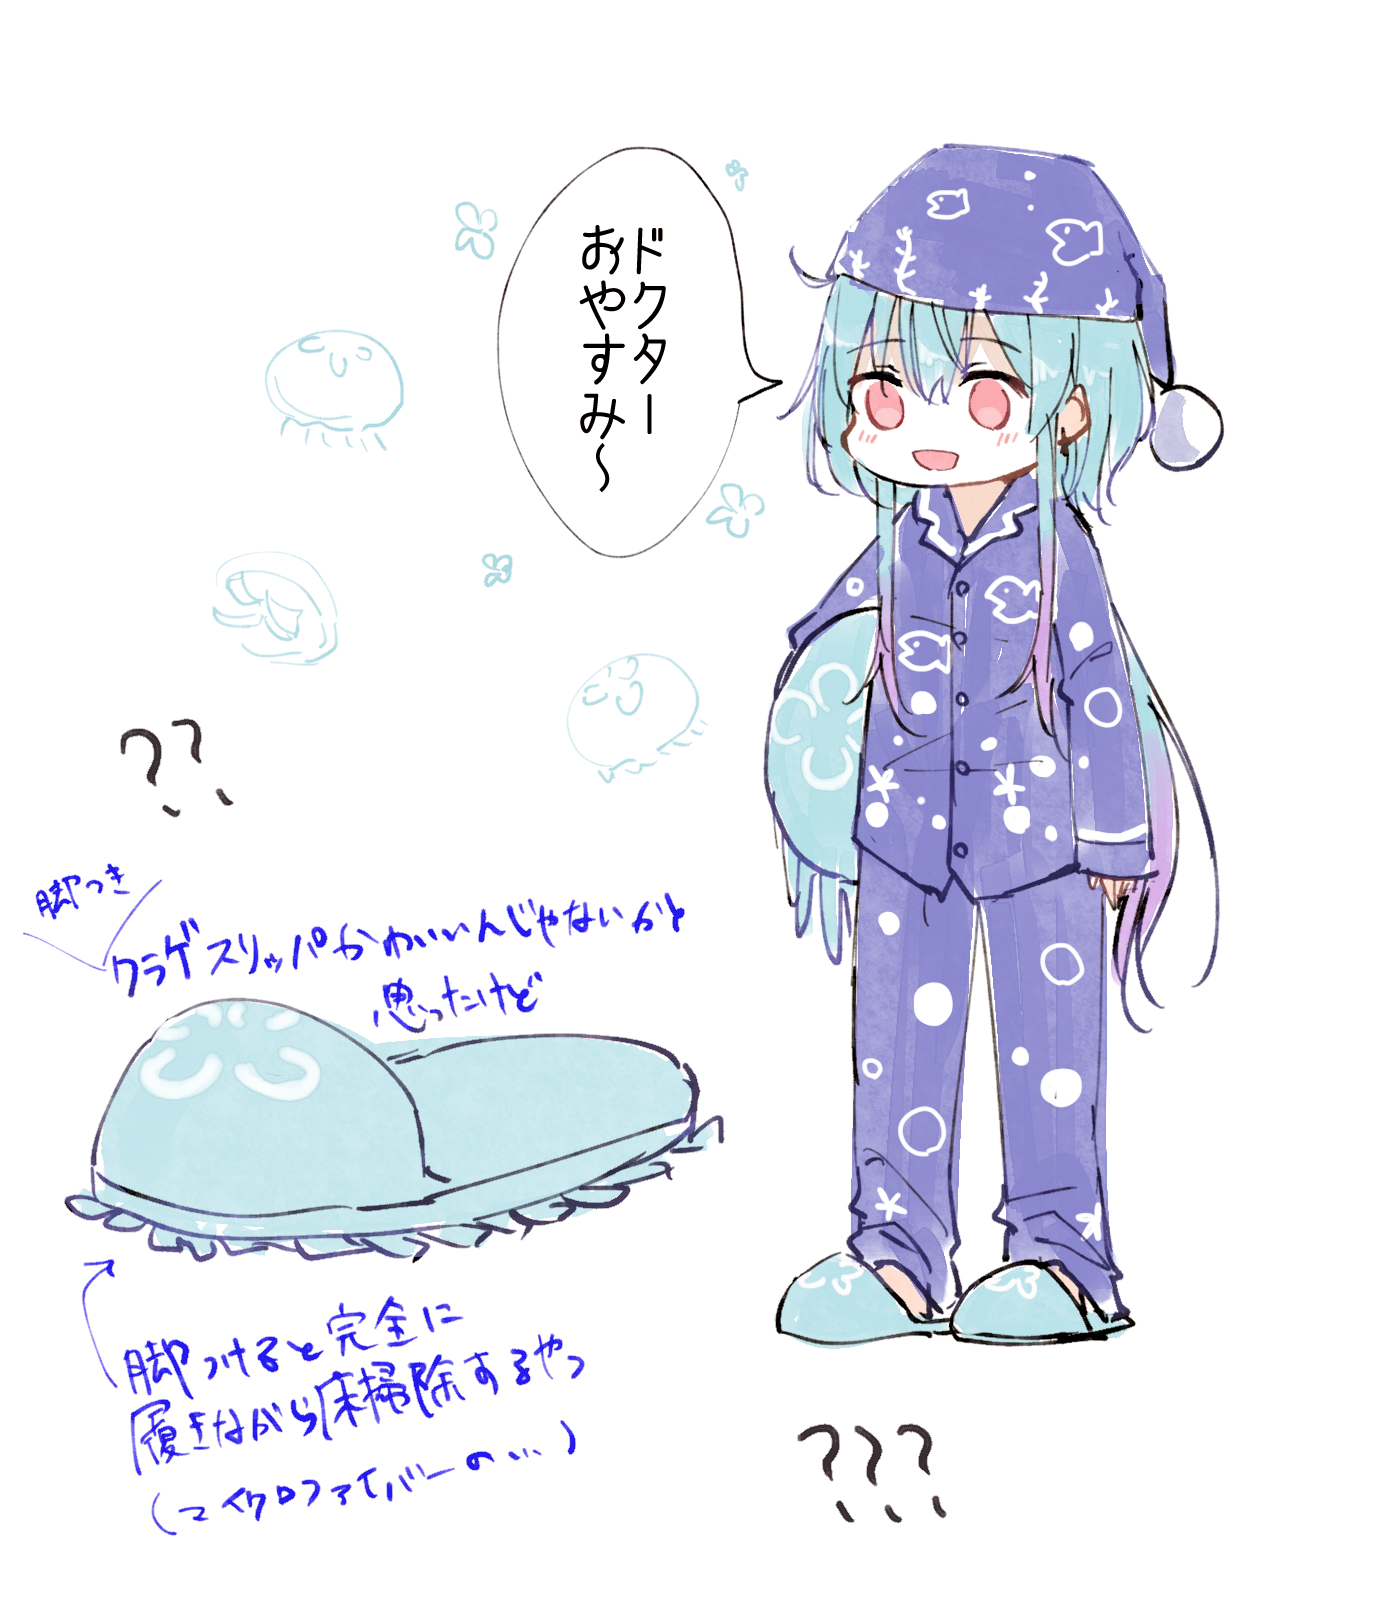 ドクター
おやすみ〜
??
脚つき
クラゲスリッパかわいいんじゃないかと
思ったけど
脚つけると完全に
履きながら床掃除するやつ
（マイクロファイバーの…）
???